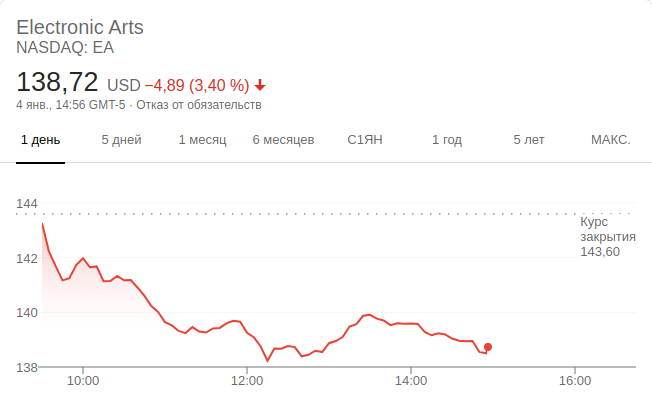 Electronic Arts
NASDAQ: EA
138,72 USD −4,89 (3,40 %)
4 янв., 14:56 GMT-5 · Отказ от обязательств
1 день 5 дней 1 месяц 6 месяцев С1ЯН 1 год 5 лет МАКС.
144
Курс
закрытия
143,60
142
140
138
10:00 12:00 14:00 16:00